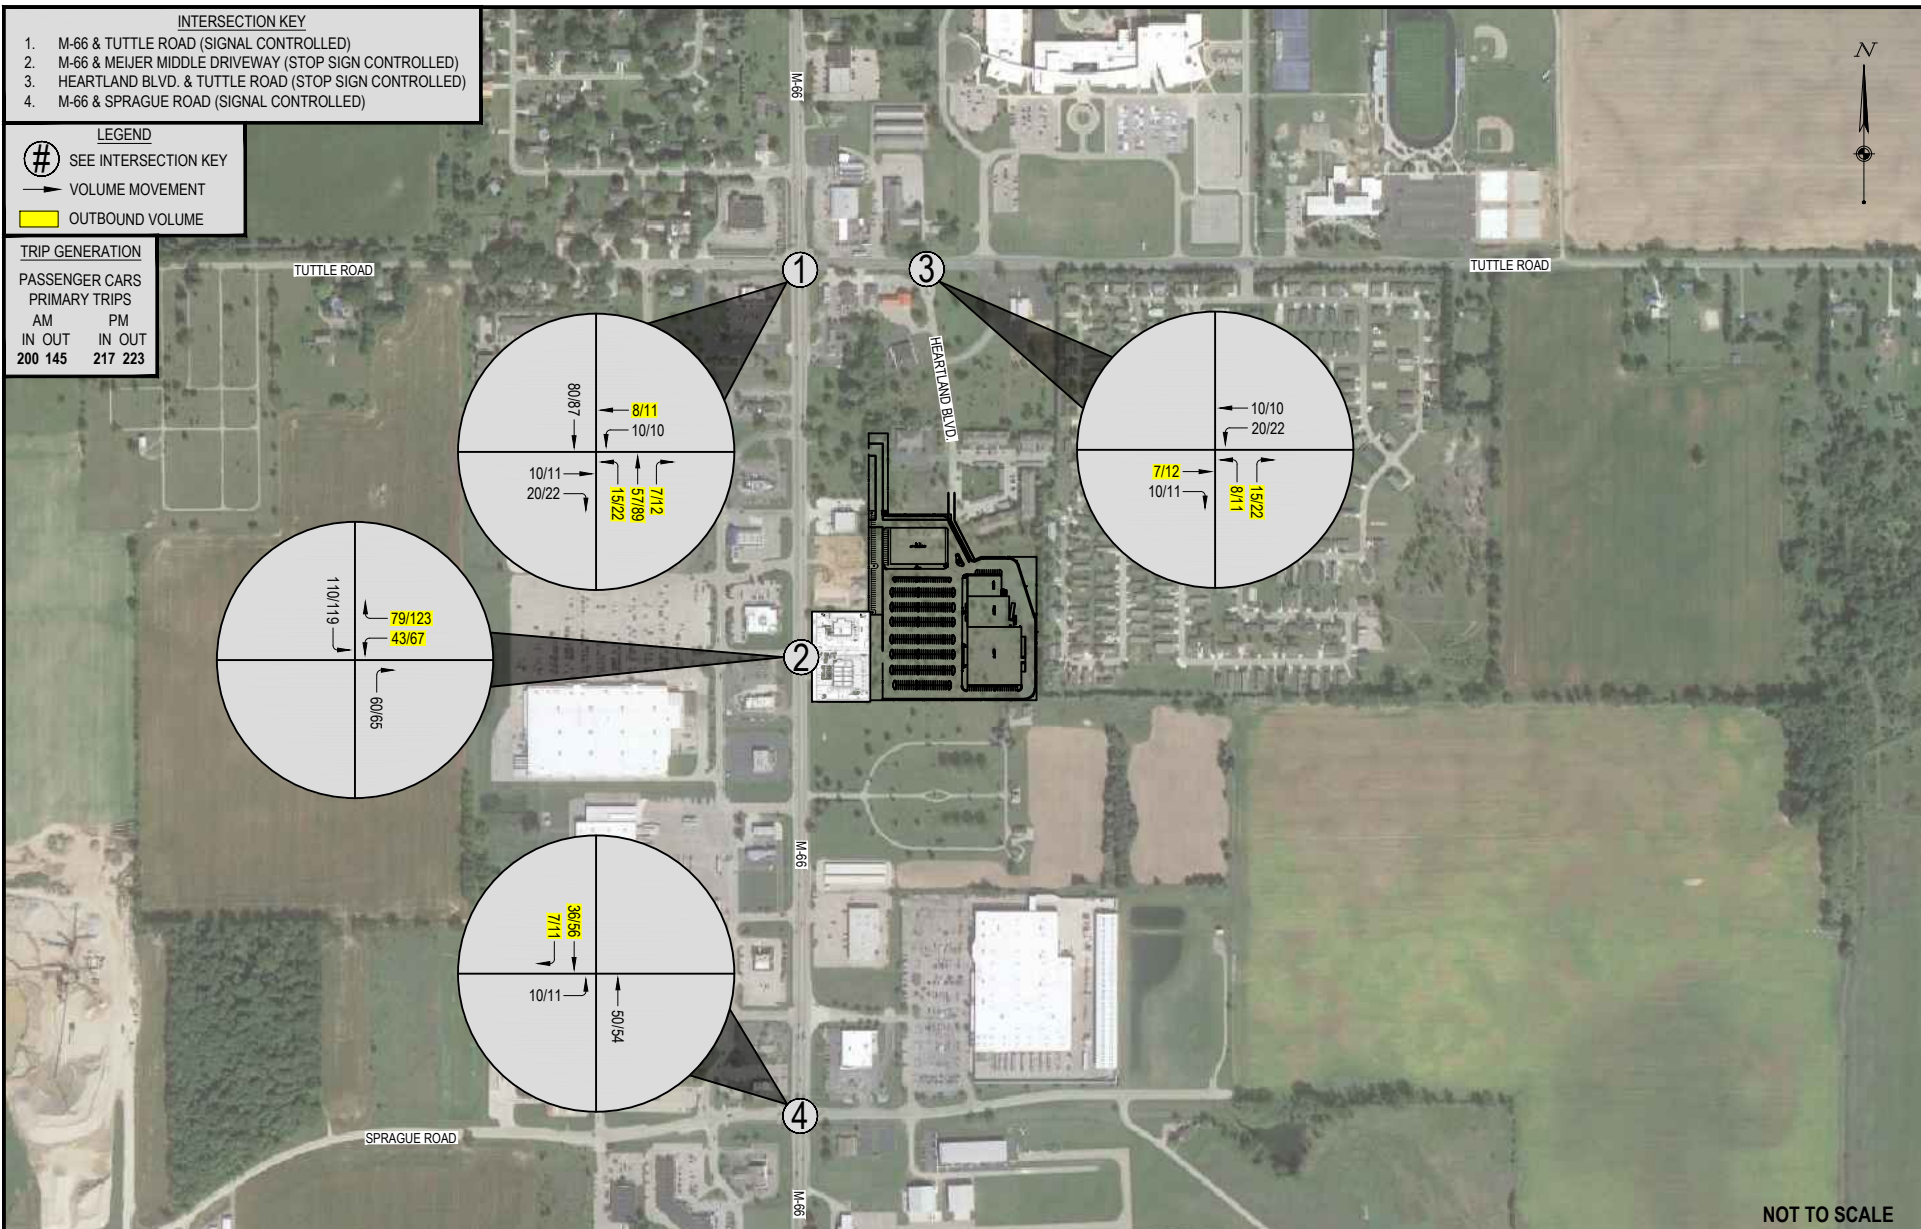 INTERSECTION KEY
1. M-66 & TUTTLE ROAD (SIGNAL CONTROLLED)
2. M-66 & MEIJER MIDDLE DRIVEWAY (STOP SIGN CONTROLLED)
3. HEARTLAND BLVD. & TUTTLE ROAD (STOP SIGN CONTROLLED)
4. M-66 & SPRAGUE ROAD (SIGNAL CONTROLLED)
LEGEND
# SEE INTERSECTION KEY
VOLUME MOVEMENT
OUTBOUND VOLUME
TRIP GENERATION
PASSENGER CARS
PRIMARY TRIPS
AM PM
IN OUT IN OUT
200 145 217 223
M-66
N
TUTTLE ROAD
1
3
TUTTLE ROAD
HEARTLAND BLVD.
80/87
8/11
10/10
10/11
20/22
15/22
57/89
7/12
10/10
20/22
7/12
10/11
8/11
15/22
110/119
79/123
43/67
60/65
2
M-66
36/56
7/11
10/11
50/54
4
SPRAGUE ROAD
M-66
NOT TO SCALE